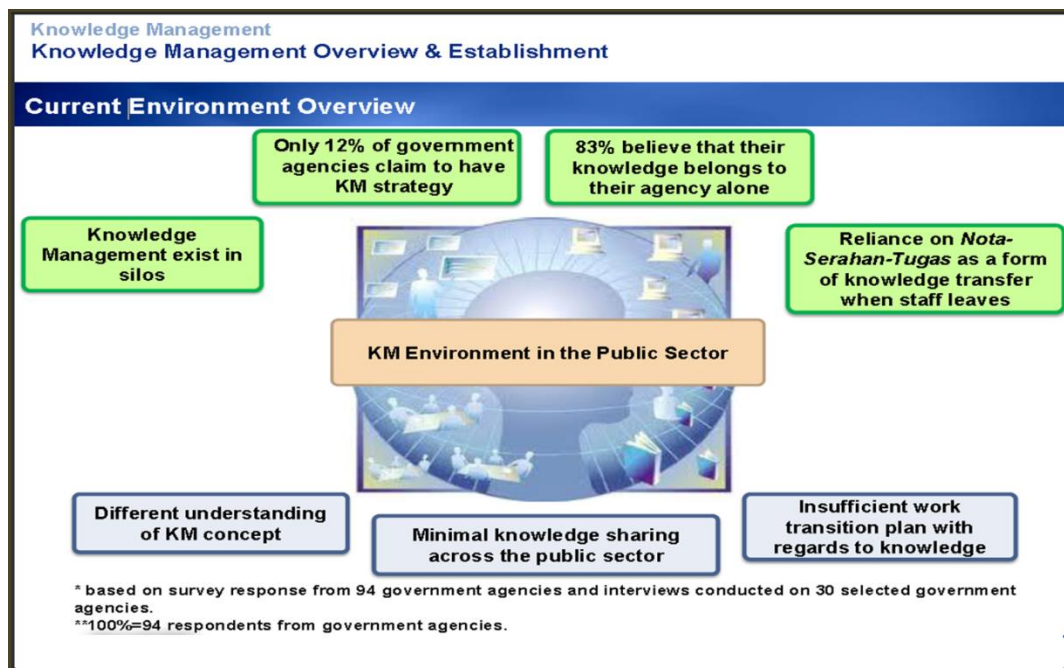 Knowledge Management
Knowledge Management Overview & Establishment
Current Environment Overview
Only 12% of government
agencies claim to have
KM strategy
83% believe that their
knowledge belongs to
their agency alone
Knowledge
Management exist in
silos
Reliance on Nota-
Serahan-Tugas as a form
of knowledge transfer
when staff leaves
KM Environment in the Public Sector
Different understanding
of KM concept
Minimal knowledge sharing
across the public sector
Insufficient work
transition plan with
regards to knowledge
* based on survey response from 94 government agencies and interviews conducted on 30 selected government
agencies.
**100%=94 respondents from government agencies.